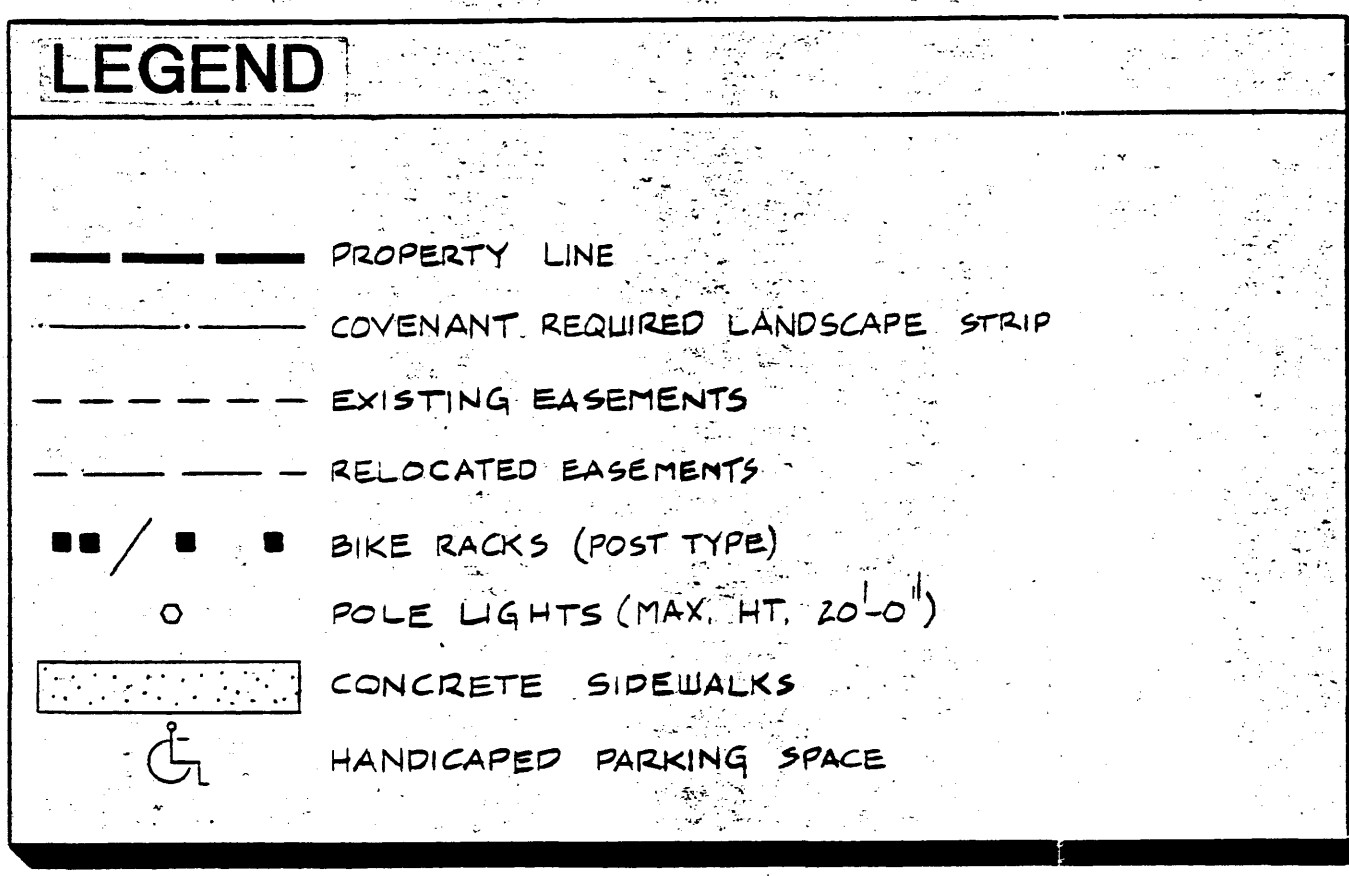 LEGEND
PROPERTY LINE
COVENANT REQUIRED LANDSCAPE STRIP
EXISTING EASEMENTS
RELOCATED EASEMENTS
BIKE RACKS (POST TYPE)
POLE LIGHTS (MAX. HT. 20'-0")
CONCRETE SIDEWALKS
HANDICAPED PARKING SPACE